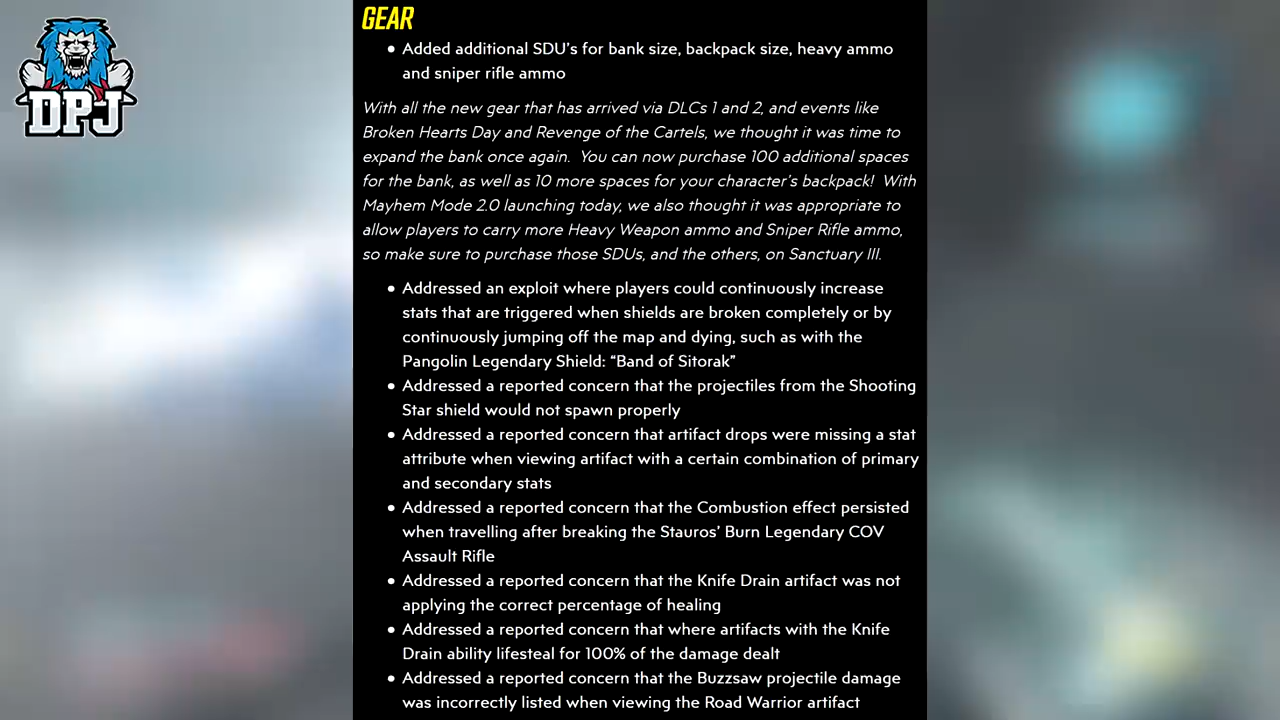 DPJ
GEAR
• Added additional SDU's for bank size, backpack size, heavy ammo
and sniper rifle ammo
With all the new gear that has arrived via DLCs 1 and 2, and events like
Broken Hearts Day and Revenge of the Cartels, we thought it was time to
expand the bank once again. You can now purchase 100 additional spaces
for the bank, as well as 10 more spaces for your character's backpack! With
Mayhem Mode 2.0 launching today, we also thought it was appropriate to
allow players to carry more Heavy Weapon ammo and Sniper Rifle ammo,
so make sure to purchase those SDUs, and the others, on Sanctuary III.
• Addressed an exploit where players could continuously increase
stats that are triggered when shields are broken completely or by
continuously jumping off the map and dying, such as with the
Pangolin Legendary Shield: “Band of Sitorak”
• Addressed a reported concern that the projectiles from the Shooting
Star shield would not spawn properly
• Addressed a reported concern that artifact drops were missing a stat
attribute when viewing artifact with a certain combination of primary
and secondary stats
• Addressed a reported concern that the Combustion effect persisted
when travelling after breaking the Stauros' Burn Legendary COV
Assault Rifle
• Addressed a reported concern that the Knife Drain artifact was not
applying the correct percentage of healing
• Addressed a reported concern that where artifacts with the Knife
Drain ability lifesteal for 100% of the damage dealt
• Addressed a reported concern that the Buzzsaw projectile damage
was incorrectly listed when viewing the Road Warrior artifact